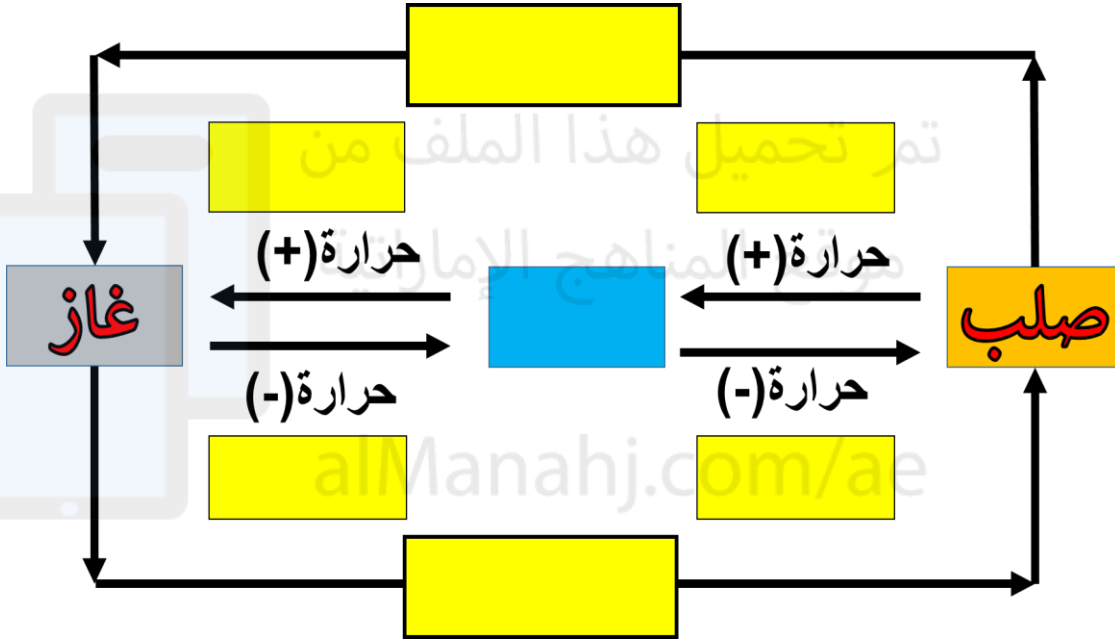 تم تحميل هذا الملف من
موقع المناهج الإماراتية
حرارة(+)
حرارة(+)
صلب
غاز
حرارة(-)
حرارة(-)
alManahj.com/ae